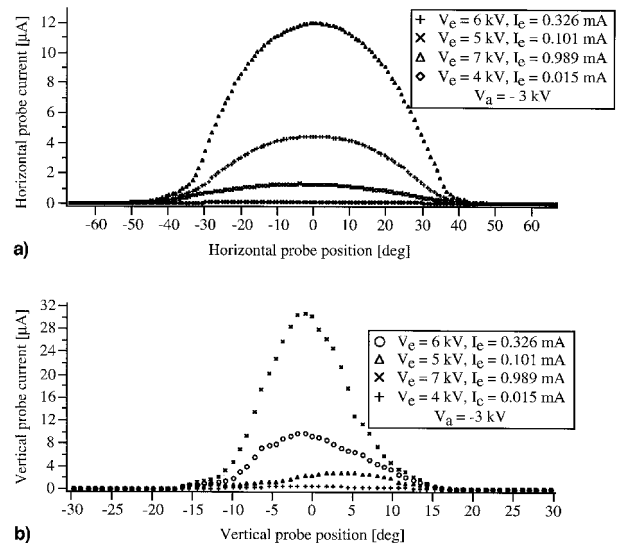 Horizontal probe current [µA]
12
10
8
6
4
2
0
-60 -50 -40 -30 -20 -10 0 10 20 30 40 50 60
Horizontal probe position [deg]
+ Ve = 6 kV, Ie = 0.326 mA
× Ve = 5 kV, Ie = 0.101 mA
△ Ve = 7 kV, Ie = 0.989 mA
◇ Ve = 4 kV, Ie = 0.015 mA
Va = - 3 kV
a)
Vertical probe current [µA]
32
28
24
20
16
12
8
4
0
-30 -25 -20 -15 -10 -5 0 5 10 15 20 25 30
Vertical probe position [deg]
○ Ve = 6 kV, Ie = 0.326 mA
△ Ve = 5 kV, Ie = 0.101 mA
× Ve = 7 kV, Ie = 0.989 mA
+ Ve = 4 kV, Ic = 0.015 mA
Va = -3 kV
b)